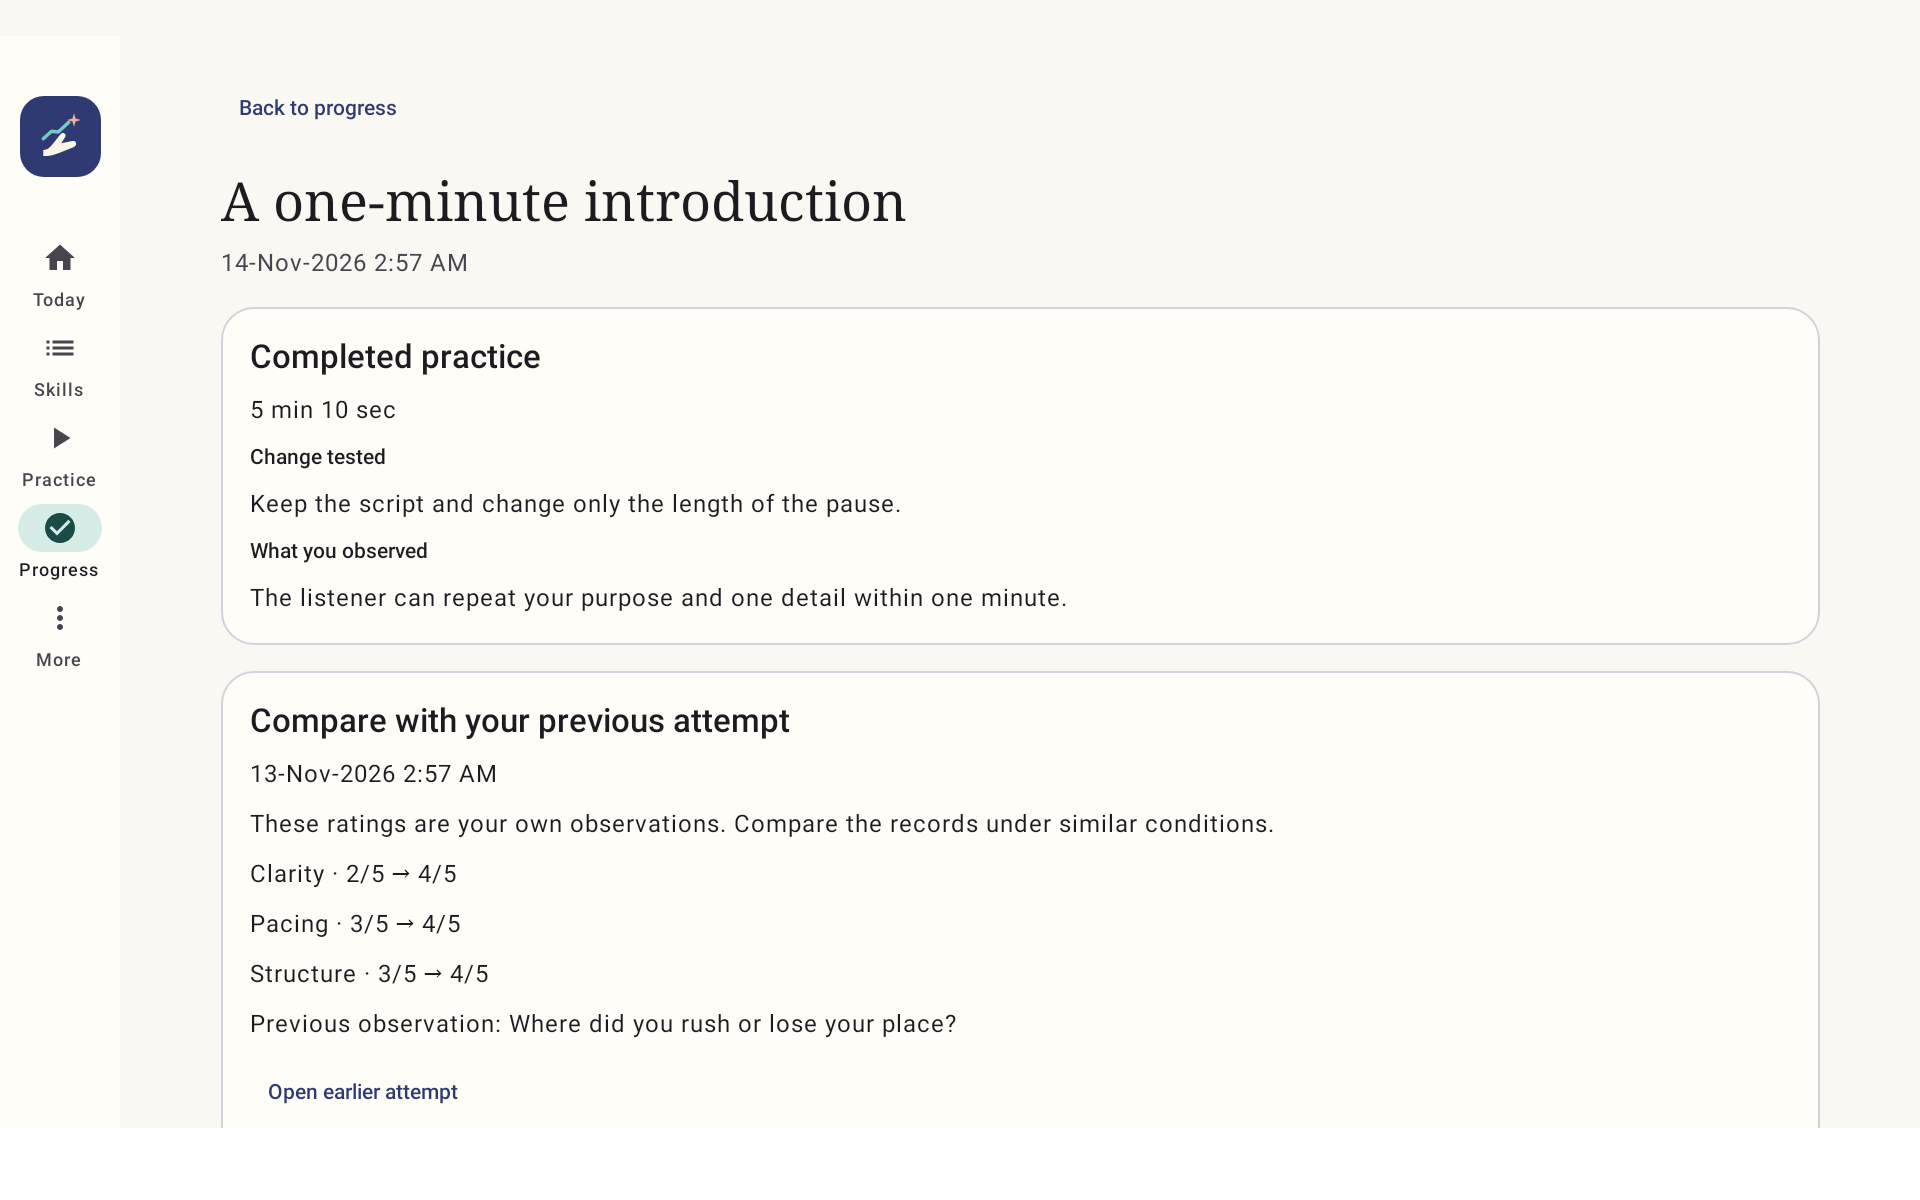 Back to progress
A one-minute introduction
14-Nov-2026 2:57 AM
Today
Skills
Practice
Progress
More
Completed practice
5 min 10 sec
Change tested
Keep the script and change only the length of the pause.
What you observed
The listener can repeat your purpose and one detail within one minute.
Compare with your previous attempt
13-Nov-2026 2:57 AM
These ratings are your own observations. Compare the records under similar conditions.
Clarity · 2/5 → 4/5
Pacing · 3/5 → 4/5
Structure · 3/5 → 4/5
Previous observation: Where did you rush or lose your place?
Open earlier attempt